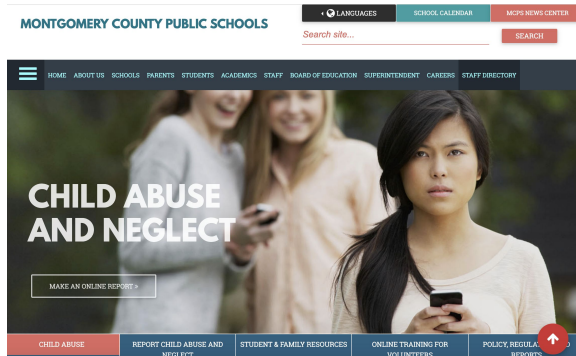 MONTGOMERY COUNTY PUBLIC SCHOOLS
LANGUAGES
SCHOOL CALENDAR
MCPS NEWS CENTER
Search site...
SEARCH
HOME ABOUT US SCHOOLS PARENTS STUDENTS ACADEMICS STAFF BOARD OF EDUCATION SUPERINTENDENT CAREERS STAFF DIRECTORY
CHILD ABUSE
AND NEGLECT
MAKE AN ONLINE REPORT >
CHILD ABUSE
REPORT CHILD ABUSE AND
NEGLECT
STUDENT & FAMILY RESOURCES
ONLINE TRAINING FOR
VOLUNTEERS
POLICY,
REPORTS